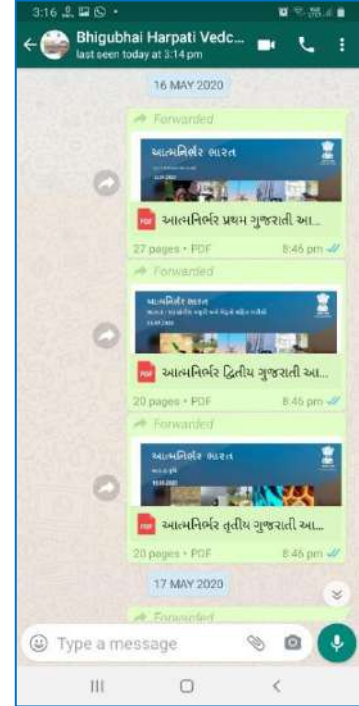 3:16
Bhigubhai Harpati Vedc...
last seen today at 3:14 pm
16 MAY 2020
Forwarded
આત્મનિર્ભર ભારત
PDF આત્મનિર્ભર પ્રથમ ગુજરાતી આ...
27 pages • PDF 8:46 pm
Forwarded
આત્મનિર્ભર ભારત
PDF આત્મનિર્ભર દ્વિતીય ગુજરાતી આ...
20 pages • PDF 8:46 pm
Forwarded
આત્મનિર્ભર ભારત
PDF આત્મનિર્ભર તૃતીય ગુજરાતી આ...
20 pages • PDF 8:46 pm
17 MAY 2020
Forwarded
Type a message